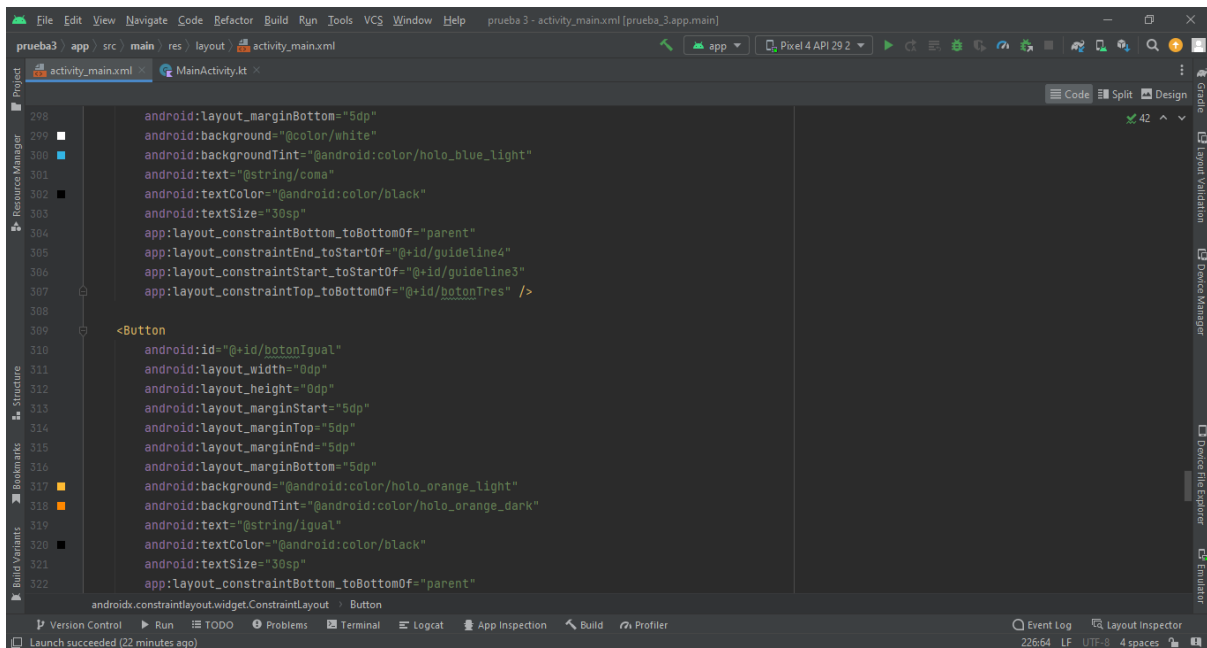 File Edit View Navigate Code Refactor Build Run Tools VCS Window Help prueba 3 - activity_main.xml [prueba_3.app.main]
prueba3 app src main res layout activity_main.xml app Pixel 4 API 29 2
activity_main.xml MainActivity.kt
Code Split Design
298 android:layout_marginBottom="5dp" 42
299 android:background="@color/white"
300 android:backgroundTint="@android:color/holo_blue_light"
301 android:text="@string/coma"
302 android:textColor="@android:color/black"
303 android:textSize="30sp"
304 app:layout_constraintBottom_toBottomOf="parent"
305 app:layout_constraintEnd_toStartOf="@+id/guideline4"
306 app:layout_constraintStart_toStartOf="@+id/guideline3"
307 app:layout_constraintTop_toBottomOf="@+id/botonTres" />
308
309 <Button
310 android:id="@+id/botonIgual"
311 android:layout_width="0dp"
312 android:layout_height="0dp"
313 android:layout_marginStart="5dp"
314 android:layout_marginTop="5dp"
315 android:layout_marginEnd="5dp"
316 android:layout_marginBottom="5dp"
317 android:background="@android:color/holo_orange_light"
318 android:backgroundTint="@android:color/holo_orange_dark"
319 android:text="@string/igual"
320 android:textColor="@android:color/black"
321 android:textSize="30sp"
322 app:layout_constraintBottom_toBottomOf="parent"
androidx.constraintlayout.widget.ConstraintLayout Button
Version Control Run TODO Problems Terminal Logcat App Inspection Build Profiler Event Log Layout Inspector
Launch succeeded (22 minutes ago) 226:64 LF UTF-8 4 spaces
Project
Resource Manager
Structure
Bookmarks
Build Variants
Gradle
Layout Validation
Device Manager
Device File Explorer
Emulator